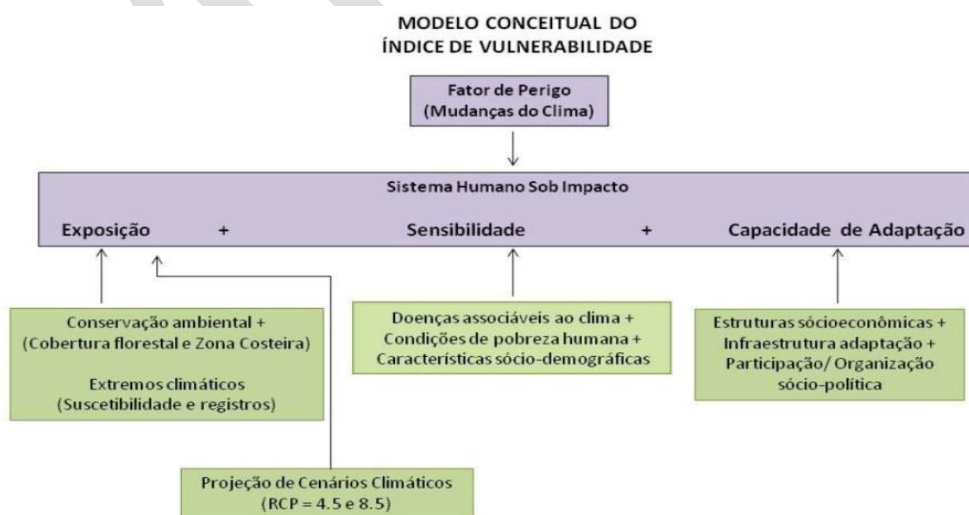 MODELO CONCEITUAL DO
ÍNDICE DE VULNERABILIDADE
Fator de Perigo
(Mudanças do Clima)
Sistema Humano Sob Impacto
Exposição + Sensibilidade + Capacidade de Adaptação
Conservação ambiental +
(Cobertura florestal e Zona Costeira)
Extremos climáticos
(Suscetibilidade e registros)
Doenças associáveis ao clima +
Condições de pobreza humana +
Características sócio-demográficas
Estruturas sócioeconômicas +
Infraestrutura adaptação +
Participação/ Organização
sócio-política
Projeção de Cenários Climáticos
(RCP = 4.5 e 8.5)